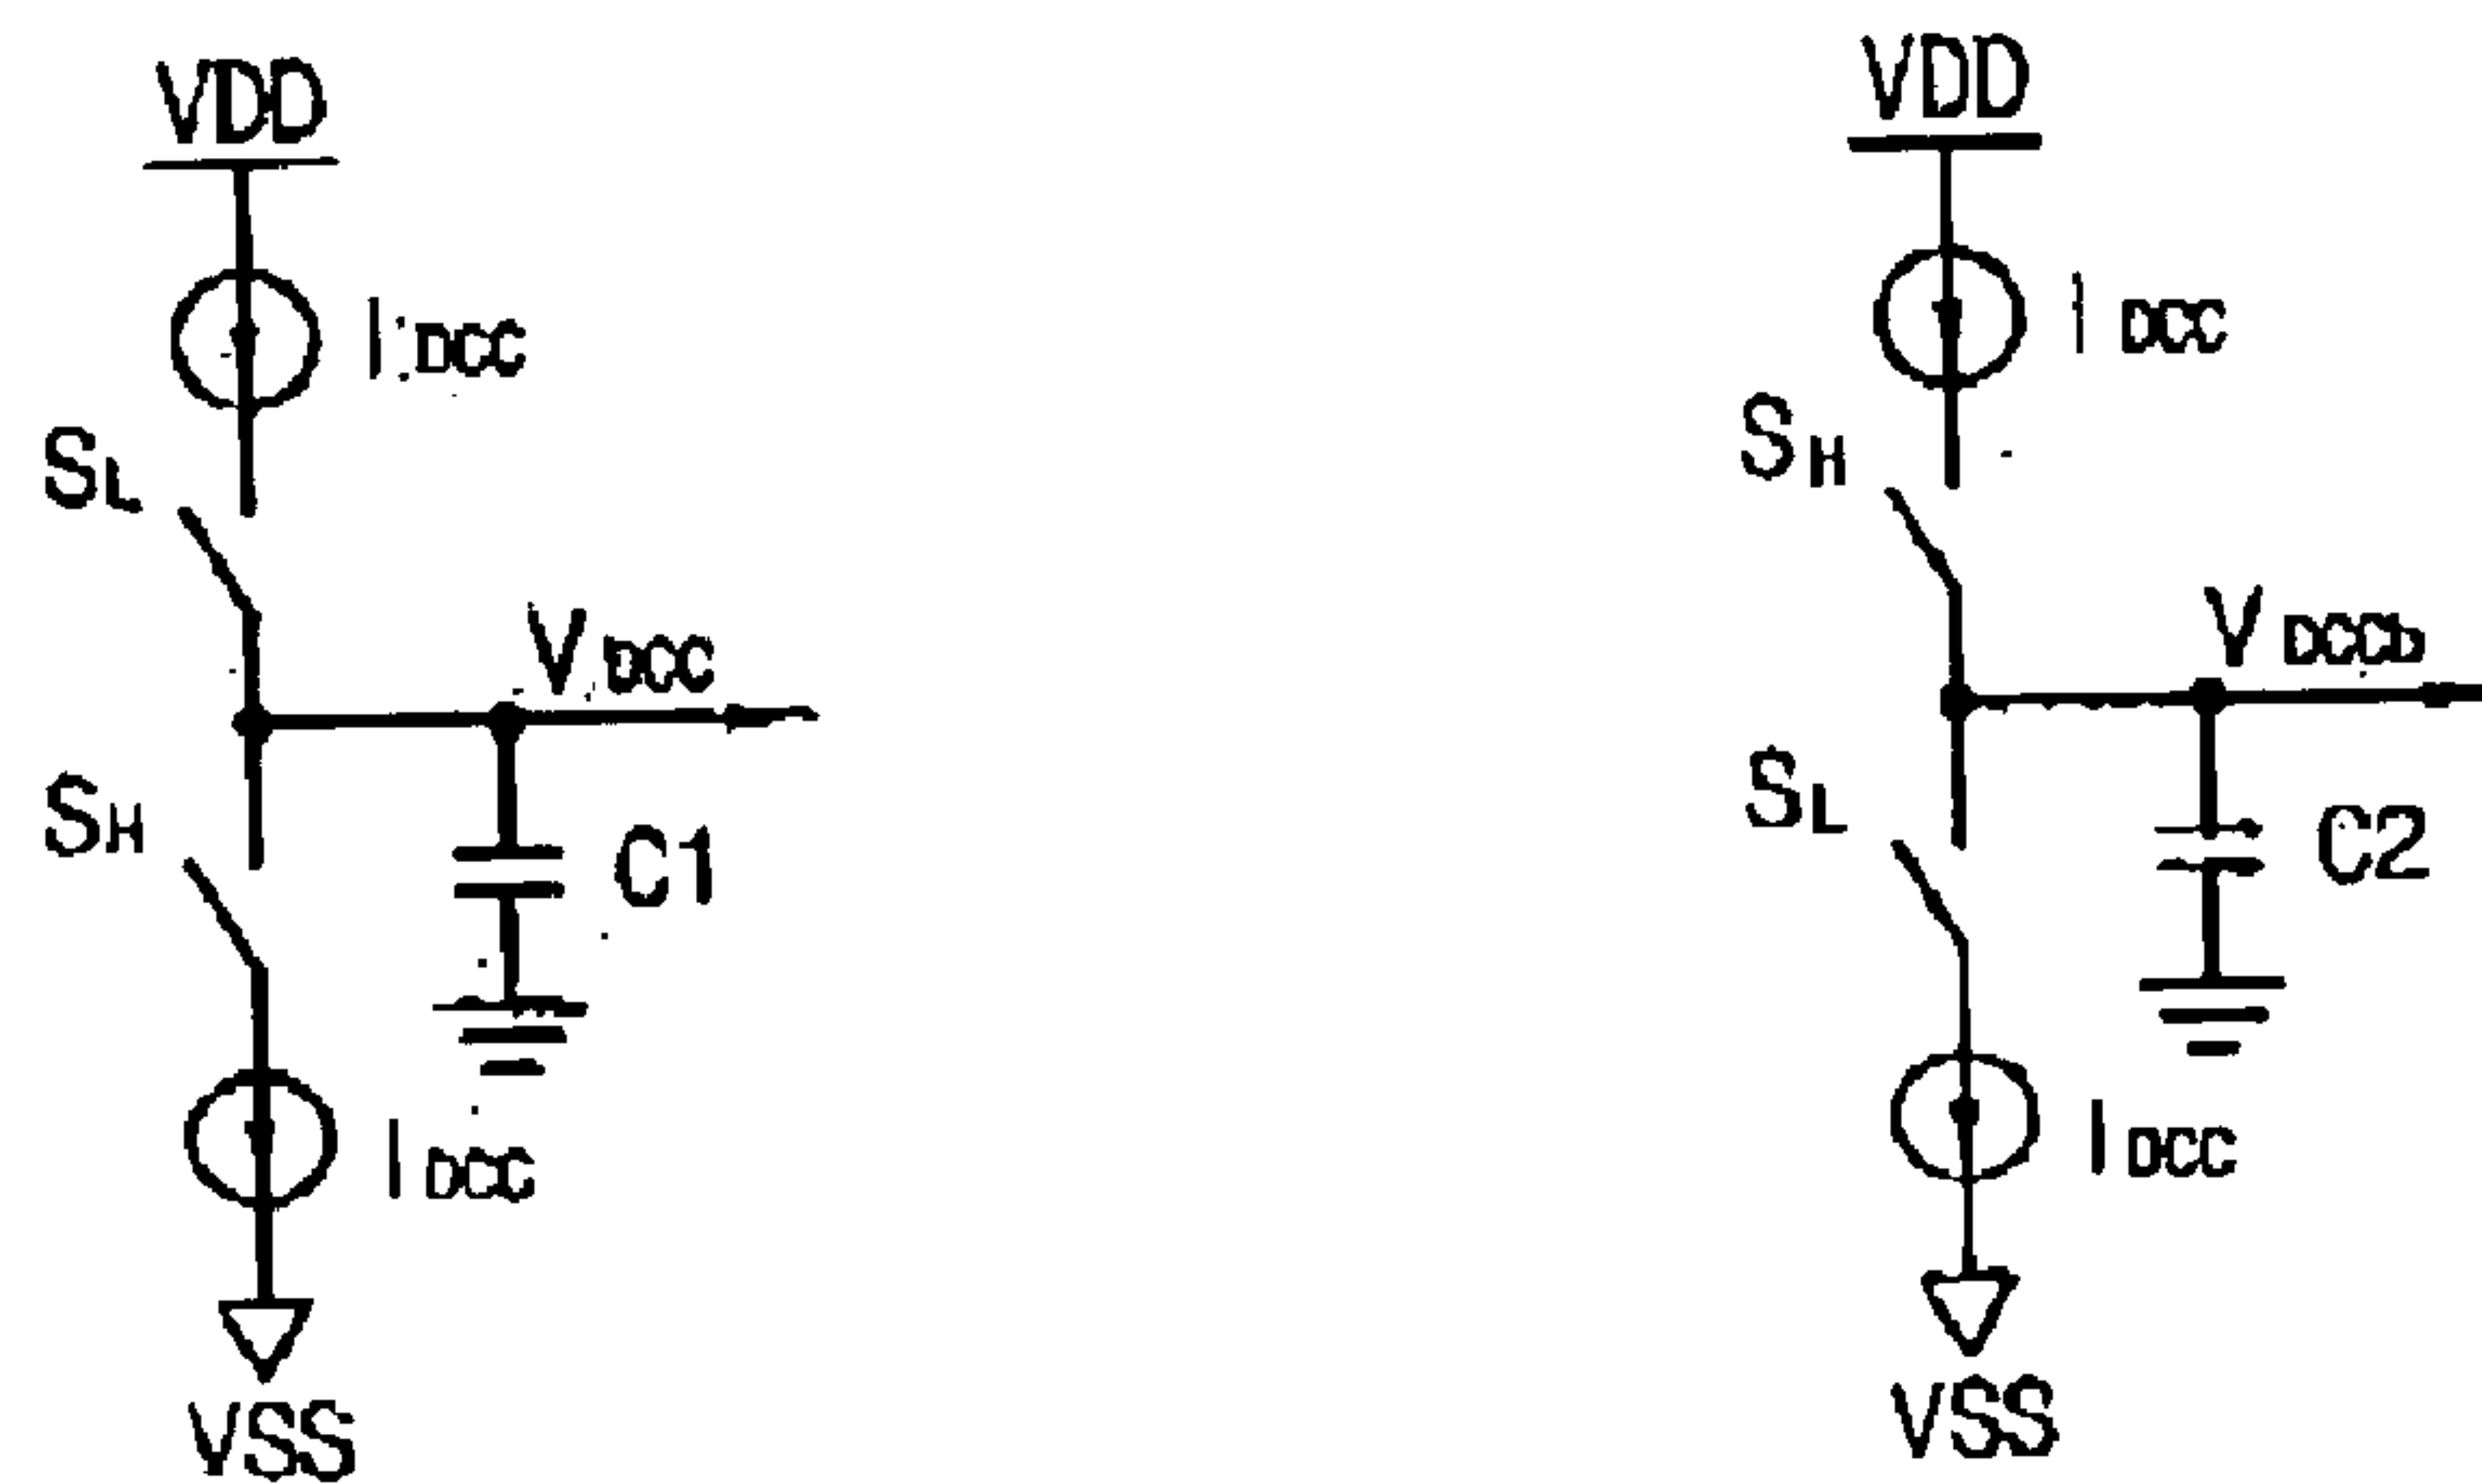 VDD
IDCC
SL
VDCC
SH
C1
IDCC
VSS
VDD
IDCC
SH
VDCCb
SL
C2
IDCC
VSS